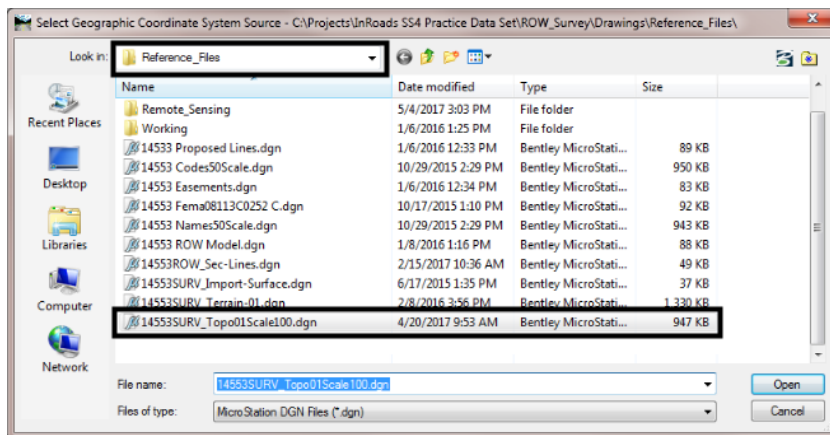 Select Geographic Coordinate System Source - C:\Projects\InRoads SS4 Practice Data Set\ROW_Survey\Drawings\Reference_Files\
Look in: Reference_Files
Name Date modified Type Size
Remote_Sensing 5/4/2017 3:03 PM File folder
Working 1/6/2016 1:25 PM File folder
14533 Proposed Lines.dgn 1/6/2016 12:33 PM Bentley MicroStati... 89 KB
14553 Codes50Scale.dgn 10/29/2015 2:29 PM Bentley MicroStati... 950 KB
14553 Easements.dgn 1/6/2016 12:34 PM Bentley MicroStati... 83 KB
14553 Fema08113C0252 C.dgn 10/17/2015 1:10 PM Bentley MicroStati... 92 KB
14553 Names50Scale.dgn 10/29/2015 2:29 PM Bentley MicroStati... 943 KB
14553 ROW Model.dgn 1/8/2016 1:16 PM Bentley MicroStati... 88 KB
14553ROW_Sec-Lines.dgn 2/15/2017 10:36 AM Bentley MicroStati... 49 KB
14553SURV_Import-Surface.dgn 6/17/2015 1:35 PM Bentley MicroStati... 37 KB
14553SURV_Terrain-01.dgn 2/8/2016 3:56 PM Bentley MicroStati... 1 330 KB
14553SURV_Topo01Scale100.dgn 4/20/2017 9:53 AM Bentley MicroStati... 947 KB
Recent Places
Desktop
Libraries
Computer
Network
File name: 14553SURV_Topo01Scale100.dgn Open
Files of type: MicroStation DGN Files (*.dgn) Cancel